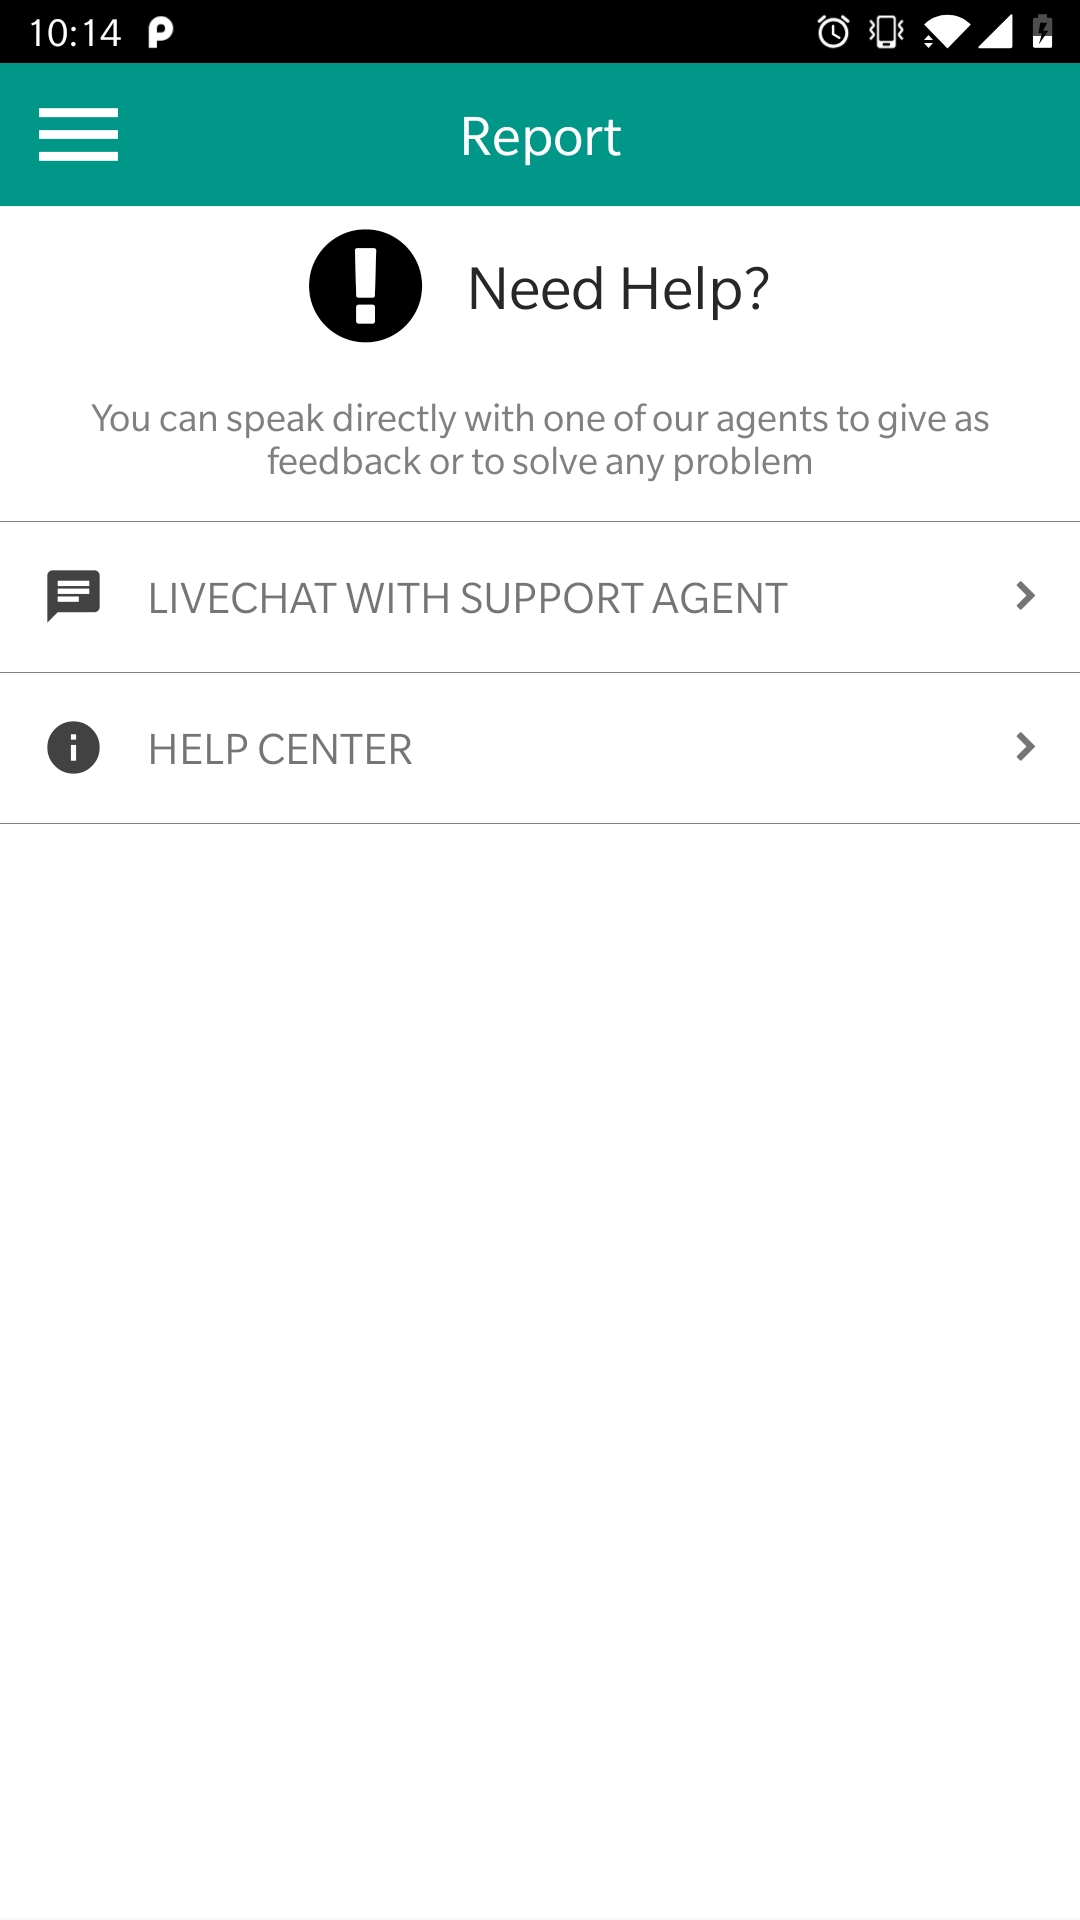 10:14
Report
Need Help?
You can speak directly with one of our agents to give as
feedback or to solve any problem
LIVECHAT WITH SUPPORT AGENT
HELP CENTER